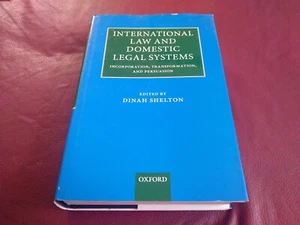 INTERNATIONAL
LAW AND
DOMESTIC
LEGAL SYSTEMS
INCORPORATION, TRANSFORMATION,
AND PERSUASION
EDITED BY
DINAH SHELTON
OXFORD